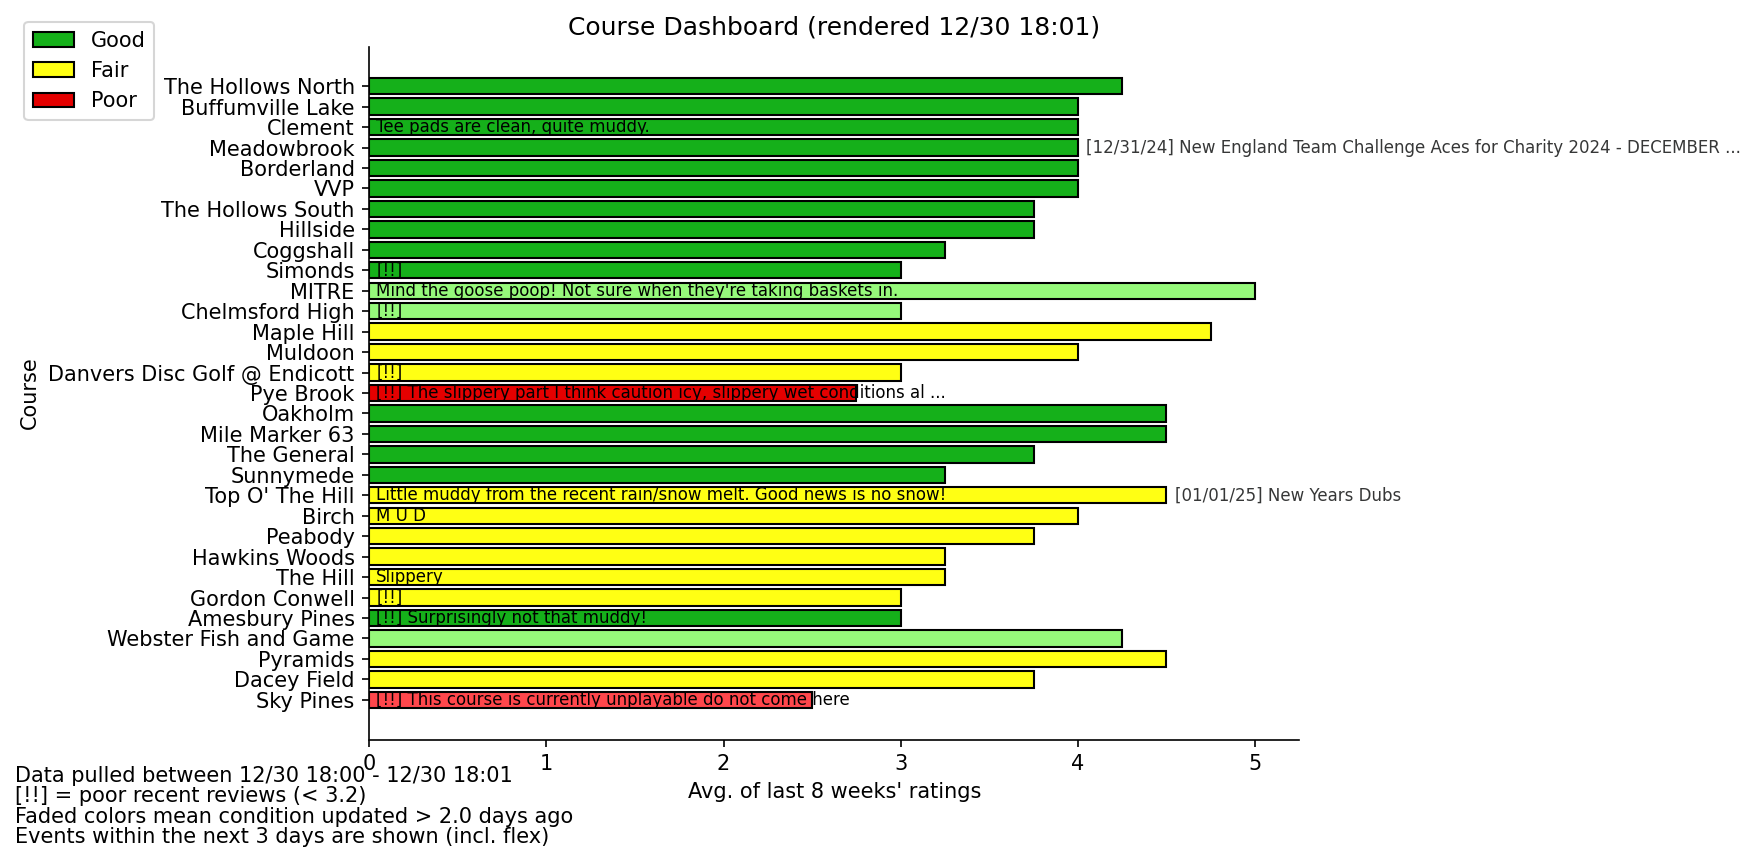 Course Dashboard (rendered 12/30 18:01)
Good
Fair
Poor
The Hollows North
Buffumville Lake
Clement Tee pads are clean, quite muddy.
Meadowbrook [12/31/24] New England Team Challenge Aces for Charity 2024 - DECEMBER ...
Borderland
VVP
The Hollows South
Hillside
Coggshall
Simonds [!!]
MITRE Mind the goose poop! Not sure when they're taking baskets in.
Chelmsford High [!!]
Maple Hill
Muldoon
Danvers Disc Golf @ Endicott [!!]
Pye Brook [!!] The slippery part I think caution icy, slippery wet conditions al ...
Oakholm
Mile Marker 63
The General
Sunnymede
Top O' The Hill Little muddy from the recent rain/snow melt. Good news is no snow! [01/01/25] New Years Dubs
Birch M U D
Peabody
Hawkins Woods
The Hill Slippery
Gordon Conwell [!!]
Amesbury Pines [!!] Surprisingly not that muddy!
Webster Fish and Game
Pyramids
Dacey Field
Sky Pines [!!] This course is currently unplayable do not come here
Course
0 1 2 3 4 5
Avg. of last 8 weeks' ratings
Data pulled between 12/30 18:00 - 12/30 18:01
[!!] = poor recent reviews (< 3.2)
Faded colors mean condition updated > 2.0 days ago
Events within the next 3 days are shown (incl. flex)